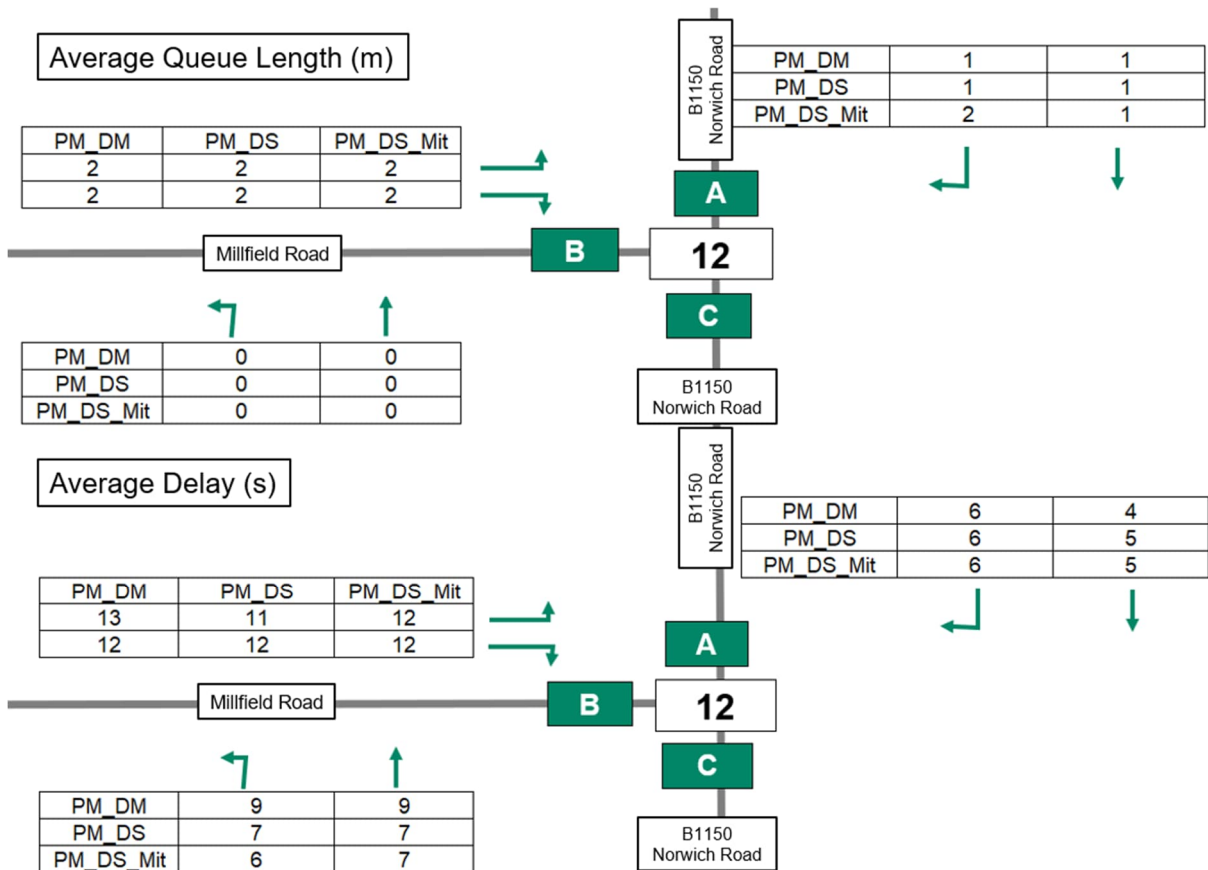 Average Queue Length (m)
B1150
Norwich Road
PM_DM 1 1
PM_DS 1 1
PM_DS_Mit 2 1
PM_DM PM_DS PM_DS_Mit
2 2 2
2 2 2
A
Millfield Road
B
12
C
PM_DM 0 0
PM_DS 0 0
PM_DS_Mit 0 0
B1150
Norwich Road
Average Delay (s)
B1150
Norwich Road
PM_DM 6 4
PM_DS 6 5
PM_DS_Mit 6 5
PM_DM PM_DS PM_DS_Mit
13 11 12
12 12 12
A
Millfield Road
B
12
C
PM_DM 9 9
PM_DS 7 7
PM_DS_Mit 6 7
B1150
Norwich Road